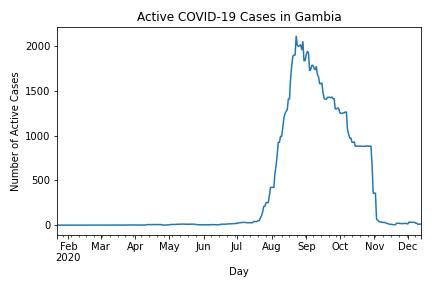 Active COVID-19 Cases in Gambia
Number of Active Cases
2000
1500
1000
500
0
Feb Mar Apr May Jun Jul Aug Sep Oct Nov Dec
2020
Day